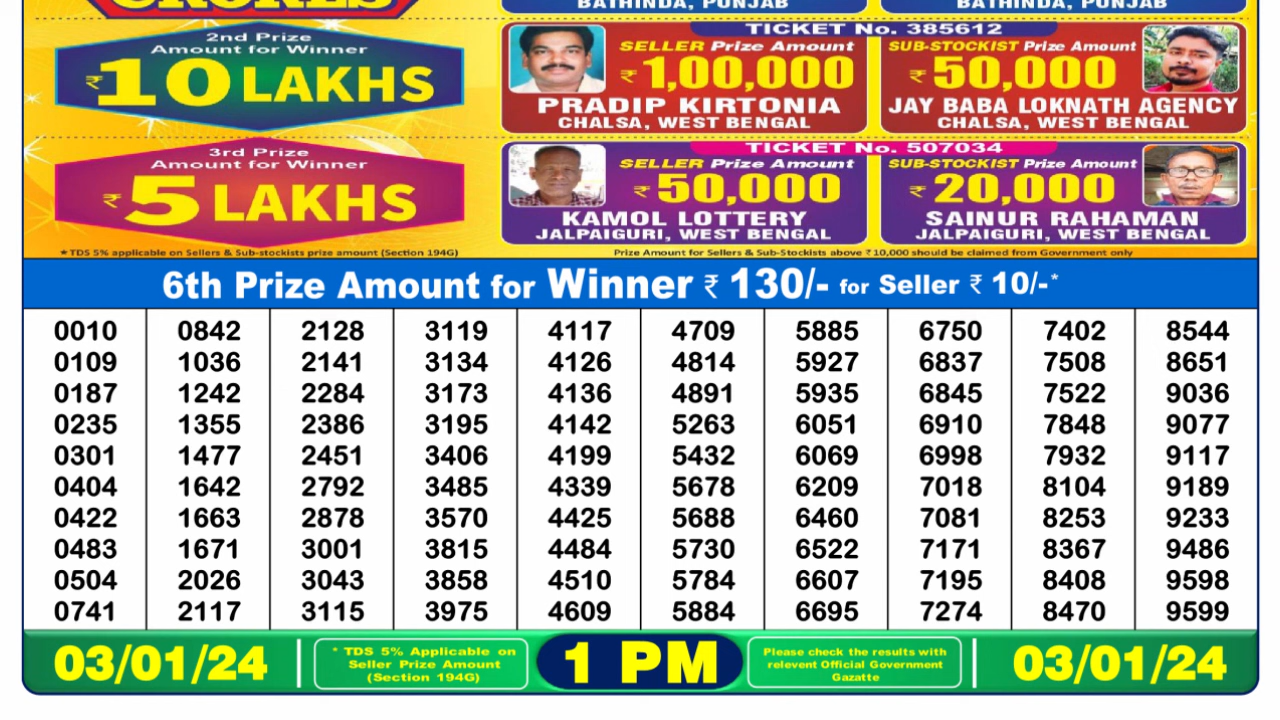 CRORES
BATHINDA, PUNJAB BATHINDA, PUNJAB
2nd Prize
Amount for Winner
₹10 LAKHS
TICKET No. 385612
SELLER Prize Amount
₹ 1,00,000
PRADIP KIRTONIA
CHALSA, WEST BENGAL
SUB-STOCKIST Prize Amount
₹ 50,000
JAY BABA LOKNATH AGENCY
CHALSA, WEST BENGAL
3rd Prize
Amount for Winner
₹5 LAKHS
TICKET No. 507034
SELLER Prize Amount
₹ 50,000
KAMOL LOTTERY
JALPAIGURI, WEST BENGAL
SUB-STOCKIST Prize Amount
₹ 20,000
SAINUR RAHAMAN
JALPAIGURI, WEST BENGAL
* TDS 5% applicable on Sellers & Sub-stockists prize amount (Section 194G)
Prize Amount for Sellers & Sub-Stockists above ₹ 10,000 should be claimed from Government only
6th Prize Amount for Winner ₹ 130/- for Seller ₹ 10/-*
0010 0842 2128 3119 4117 4709 5885 6750 7402 8544
0109 1036 2141 3134 4126 4814 5927 6837 7508 8651
0187 1242 2284 3173 4136 4891 5935 6845 7522 9036
0235 1355 2386 3195 4142 5263 6051 6910 7848 9077
0301 1477 2451 3406 4199 5432 6069 6998 7932 9117
0404 1642 2792 3485 4339 5678 6209 7018 8104 9189
0422 1663 2878 3570 4425 5688 6460 7081 8253 9233
0483 1671 3001 3815 4484 5730 6522 7171 8367 9486
0504 2026 3043 3858 4510 5784 6607 7195 8408 9598
0741 2117 3115 3975 4609 5884 6695 7274 8470 9599
03/01/24
* TDS 5% Applicable on
Seller Prize Amount
(Section 194G)
1 PM
Please check the results with
relevent Official Government
Gazatte
03/01/24